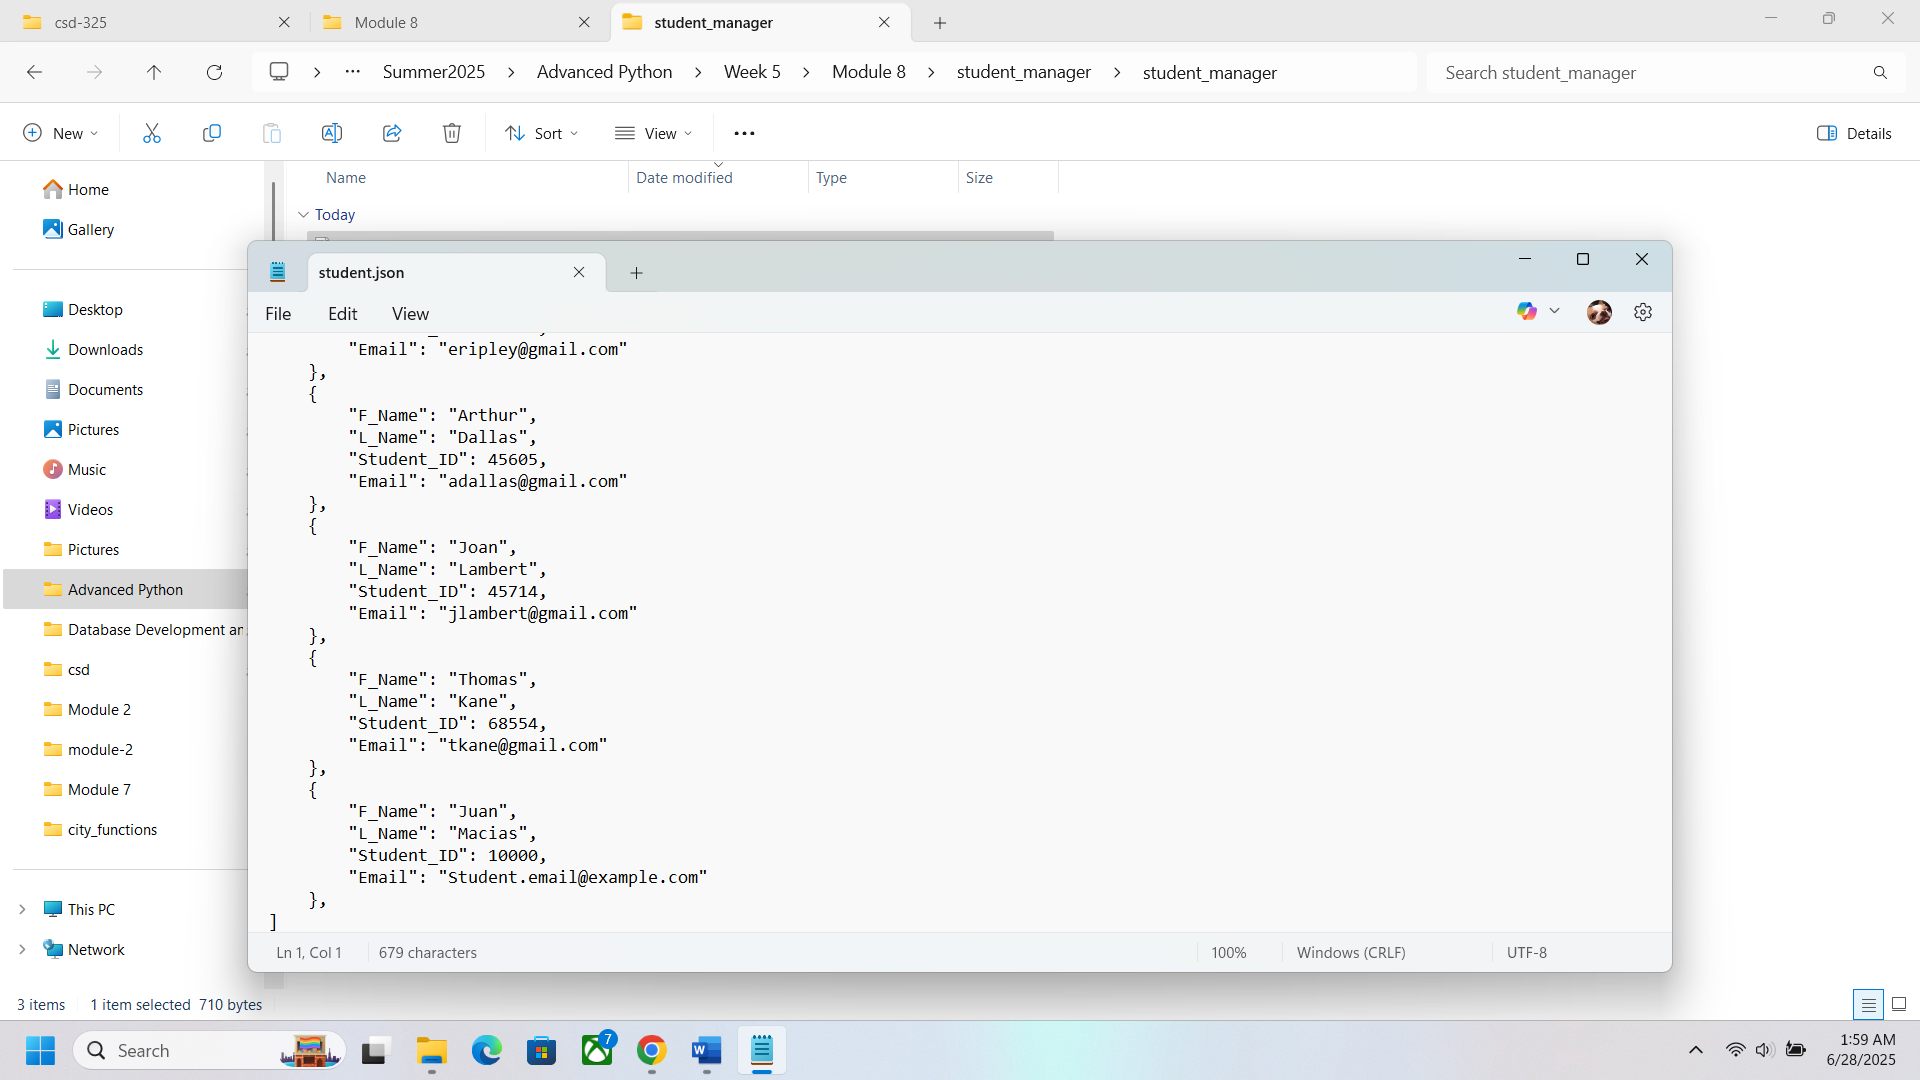 csd-325
Module 8
student_manager
Summer2025 > Advanced Python > Week 5 > Module 8 > student_manager > student_manager
Search student_manager
New
Sort
View
Details
Name
Date modified
Type
Size
Today
Home
Gallery
Desktop
Downloads
Documents
Pictures
Music
Videos
Pictures
Advanced Python
Database Development an
csd
Module 2
module-2
Module 7
city_functions
This PC
Network
student.json
File
Edit
View
"Email": "eripley@gmail.com"
},
{
"F_Name": "Arthur",
"L_Name": "Dallas",
"Student_ID": 45605,
"Email": "adallas@gmail.com"
},
{
"F_Name": "Joan",
"L_Name": "Lambert",
"Student_ID": 45714,
"Email": "jlambert@gmail.com"
},
{
"F_Name": "Thomas",
"L_Name": "Kane",
"Student_ID": 68554,
"Email": "tkane@gmail.com"
},
{
"F_Name": "Juan",
"L_Name": "Macias",
"Student_ID": 10000,
"Email": "Student.email@example.com"
},
]
Ln 1, Col 1
679 characters
100%
Windows (CRLF)
UTF-8
3 items
1 item selected 710 bytes
Search
7
1:59 AM
6/28/2025